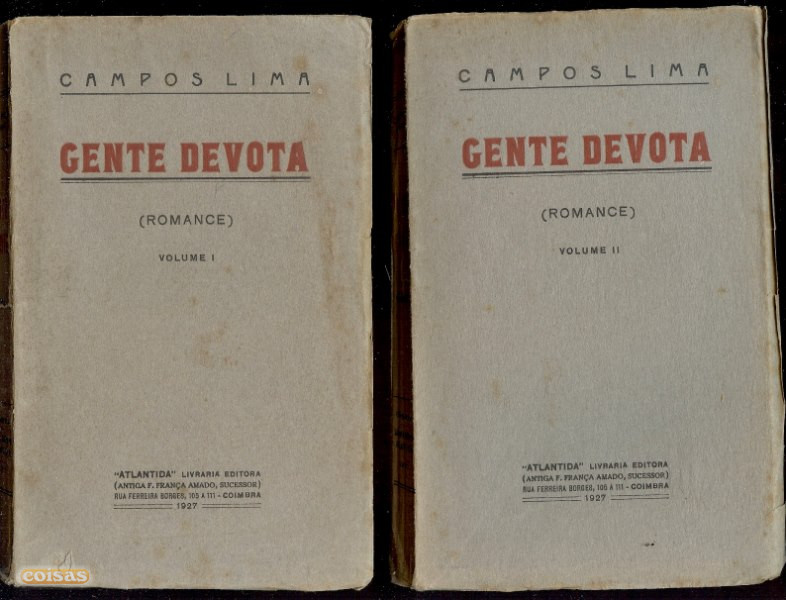 CAMPOS LIMA
GENTE DEVOTA
(ROMANCE)
VOLUME I
"ATLANTIDA" LIVRARIA EDITORA
(ANTIGA F. FRANÇA AMADO, SUCESSOR)
RUA FERREIRA BORGES, 105 A 111 - COIMBRA
1927
coisas
CAMPOS LIMA
GENTE DEVOTA
(ROMANCE)
VOLUME II
"ATLANTIDA" LIVRARIA EDITORA
(ANTIGA F. FRANÇA AMADO, SUCESSOR)
RUA FERREIRA BORGES, 105 A 111 - COIMBRA
1927